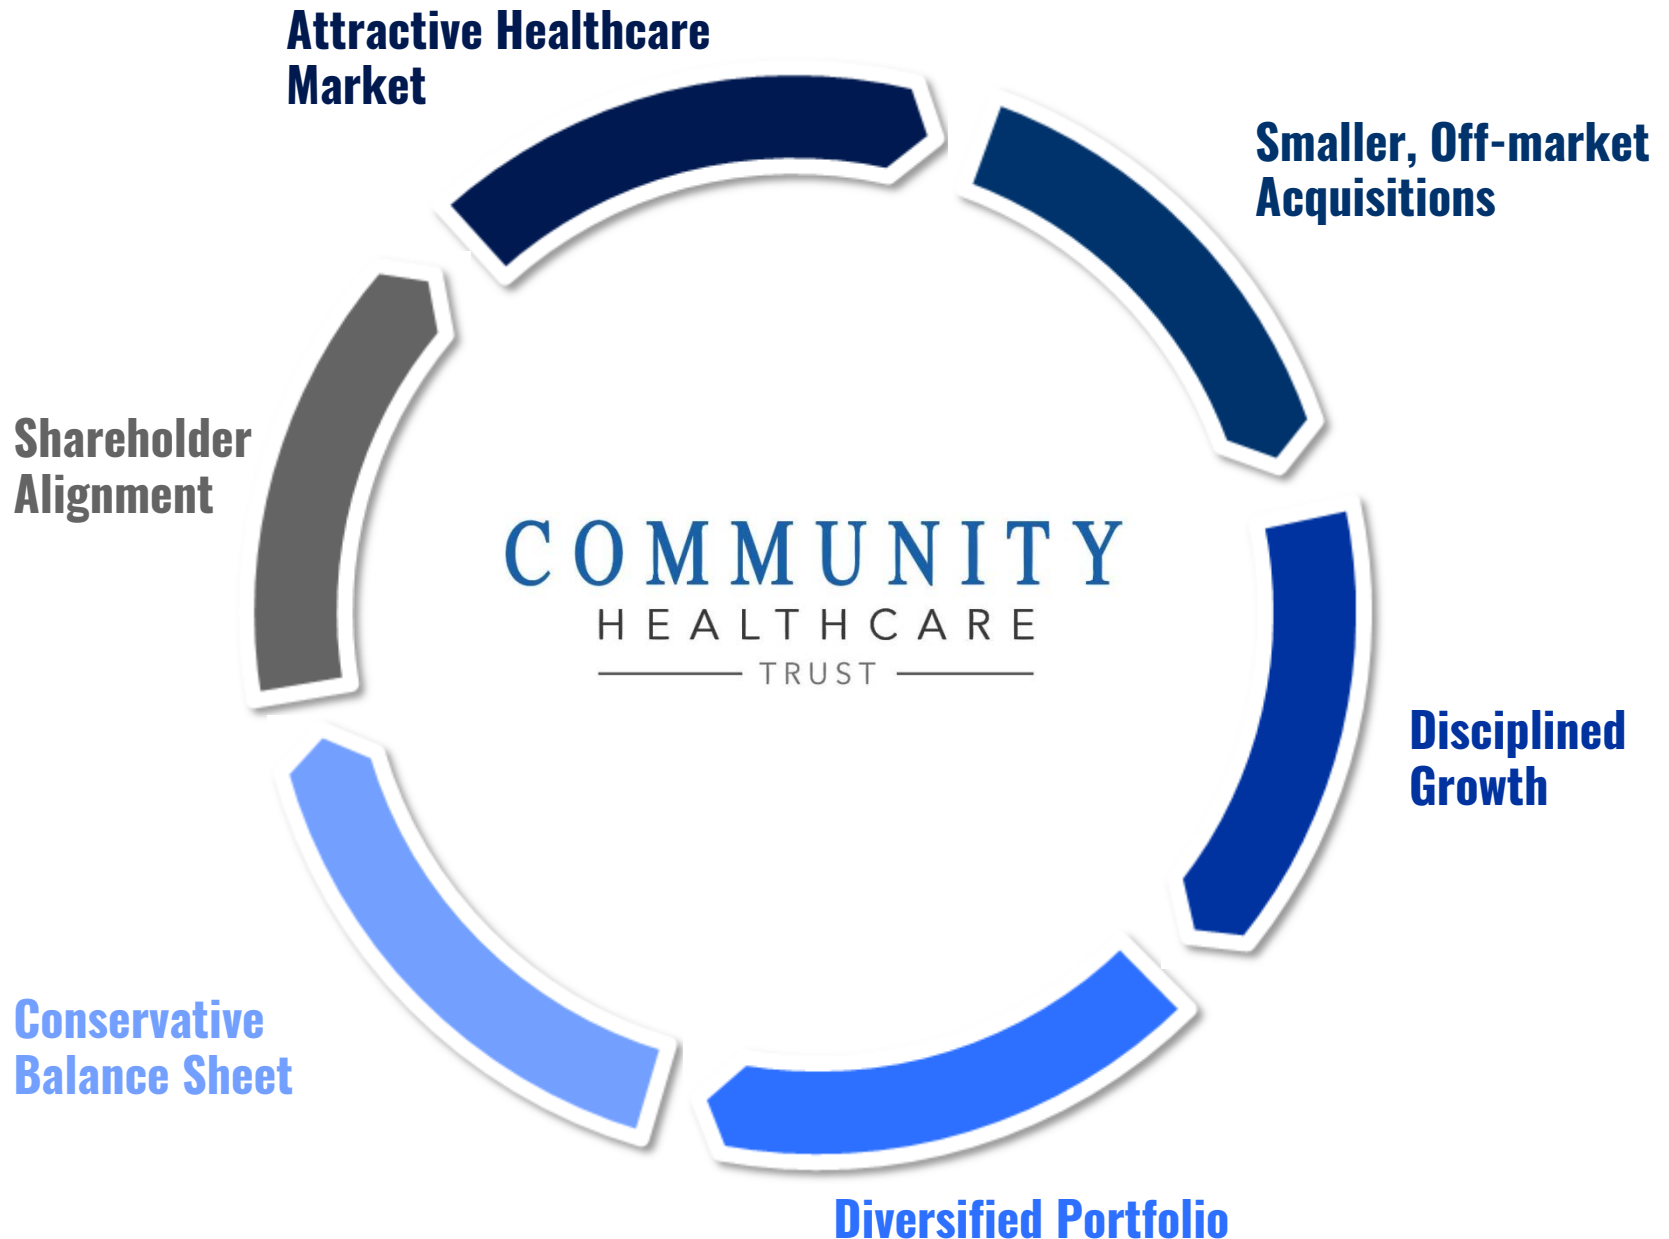 Attractive Healthcare
Market
Smaller, Off-market
Acquisitions
Shareholder
Alignment
COMMUNITY
HEALTHCARE
TRUST
Disciplined
Growth
Conservative
Balance Sheet
Diversified Portfolio